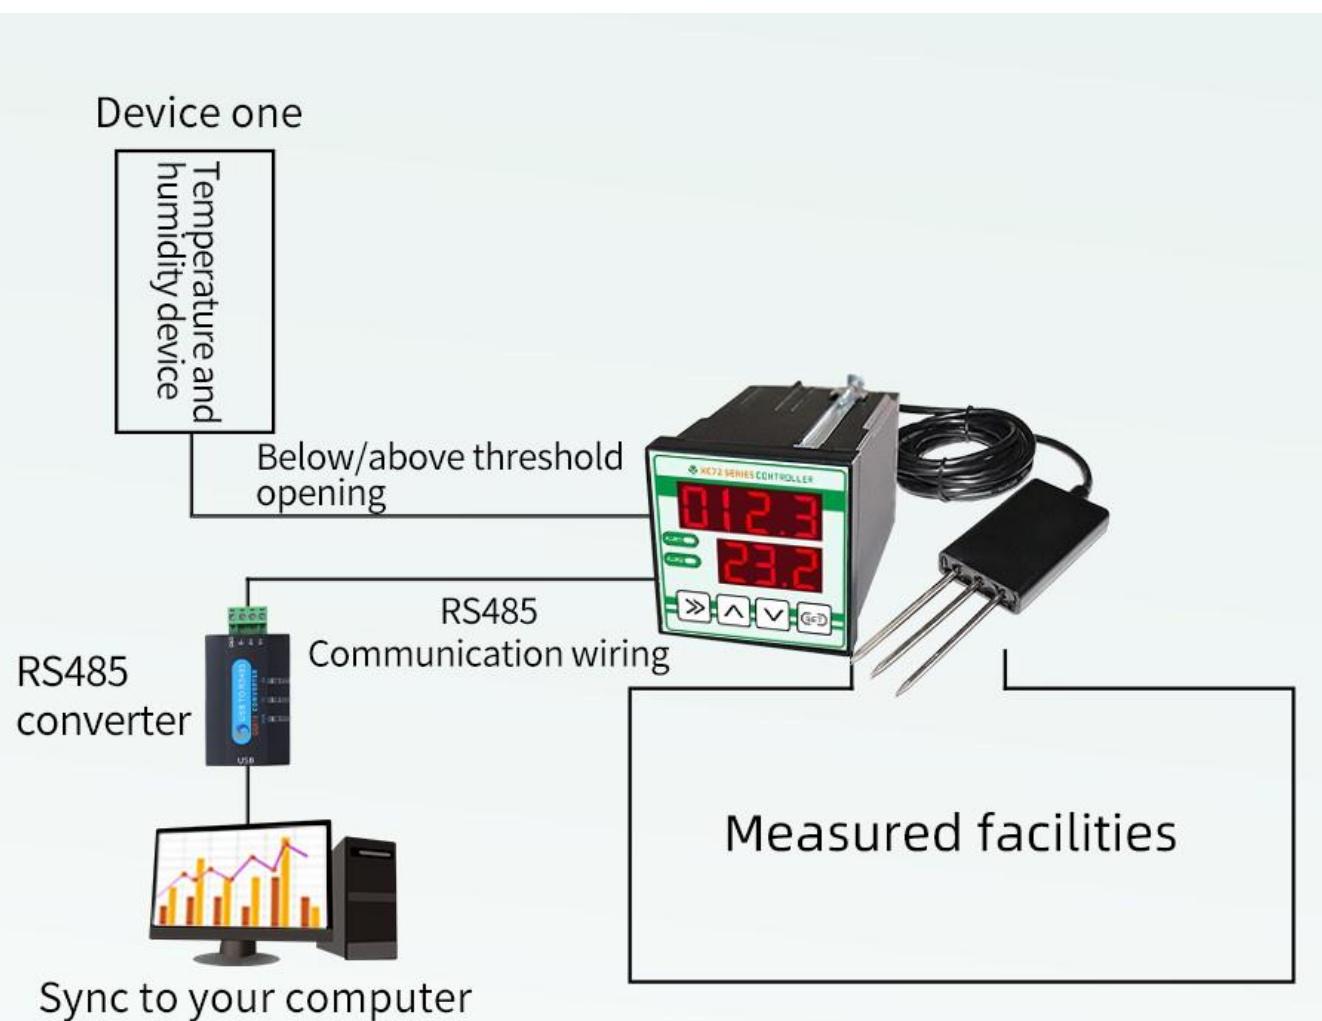 Device one
Temperature and
humidity device
Below/above threshold
opening
XC72 SERIES CONTROLLER
012.3
23.2
RS485
Communication wiring
RS485
converter
USB
Measured facilities
Sync to your computer